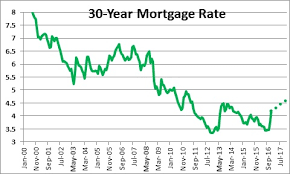 30-Year Mortgage Rate
8
7.5
7
6.5
6
5.5
5
4.5
4
3.5
3
Jan-00
Nov-00
Sep-01
Jul-02
May-03
Mar-04
Jan-05
Nov-05
Sep-06
Jul-07
May-08
Mar-09
Jan-10
Nov-10
Sep-11
Jul-12
May-13
Mar-14
Jan-15
Nov-15
Sep-16
Jul-17